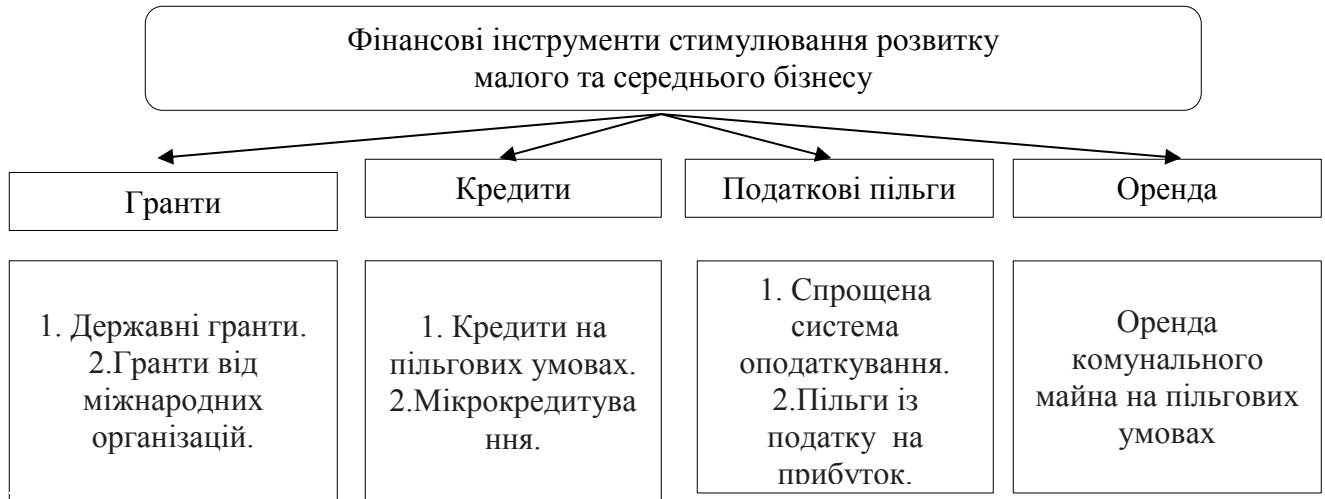 Фінансові інструменти стимулювання розвитку
малого та середнього бізнесу
Гранти
Кредити
Податкові пільги
Оренда
1. Державні гранти.
2.Гранти від
міжнародних
організацій.
1. Кредити на
пільгових умовах.
2.Мікрокредитува
ння.
1. Спрощена
система
оподаткування.
2.Пільги із
податку на
прибуток.
Оренда
комунального
майна на пільгових
умовах